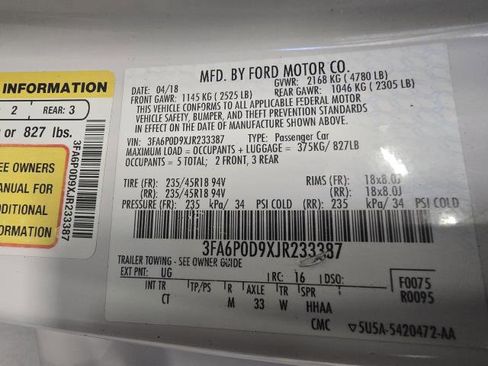 INFORMATION
2 REAR: 3
or 827 lbs.
EE OWNERS
ANUAL FOR
DDITIONAL
FORMATION
3FA6P0D9XJR233387
MFD. BY FORD MOTOR CO.
DATE: 04/18 GVWR: 2168 KG ( 4780 LB)
FRONT GAWR: 1145 KG ( 2525 LB) REAR GAWR: 1046 KG ( 2305 LB)
THIS VEHICLE CONFORMS TO ALL APPLICABLE FEDERAL MOTOR
VEHICLE SAFETY, BUMPER, AND THEFT PREVENTION STANDARDS
IN EFFECT ON THE DATE OF MANUFACTURE SHOWN ABOVE.
VIN: 3FA6P0D9XJR233387 TYPE: Passenger Car
MAXIMUM LOAD = OCCUPANTS + LUGGAGE = 375KG/ 827LB
OCCUPANTS = 5 TOTAL; 2 FRONT, 3 REAR
TIRE (FR): 235/45R18 94V RIMS (FR): 18x8.0J
(RR): 235/45R18 94V (RR): 18x8.0J
PRESSURE (FR): 235 kPa/ 34 PSI COLD (RR): 235 kPa/ 34 PSI COLD
3FA6P0D9XJR233387
TRAILER TOWING - SEE OWNER GUIDE
EXT PNT: UG RC: 16 DSO: F0075
INT TR TP/PS R AXLE TR SPR R0095
CT M 33 W HHAA
CMC 5U5A-5420472-AA